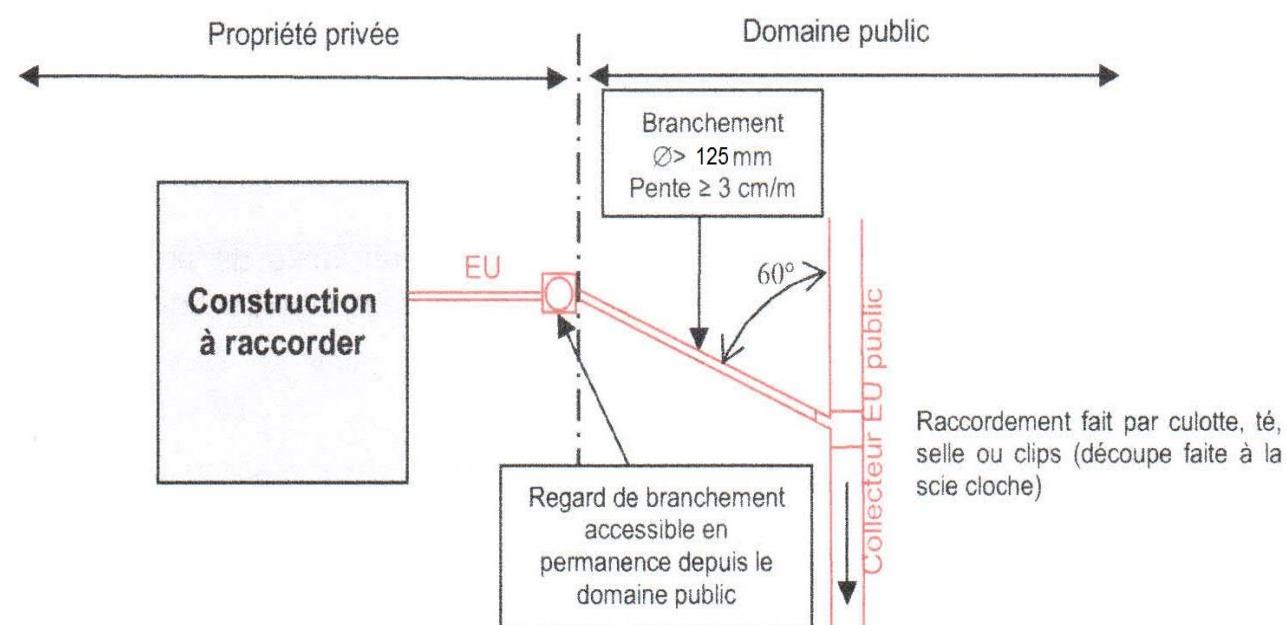 Propriété privée
Domaine public
Branchement
∅> 125 mm
Pente ≥ 3 cm/m
EU
60°
Construction
à raccorder
Collecteur EU public
Raccordement fait par culotte, té,
selle ou clips (découpe faite à la
scie cloche)
Regard de branchement
accessible en
permanence depuis le
domaine public